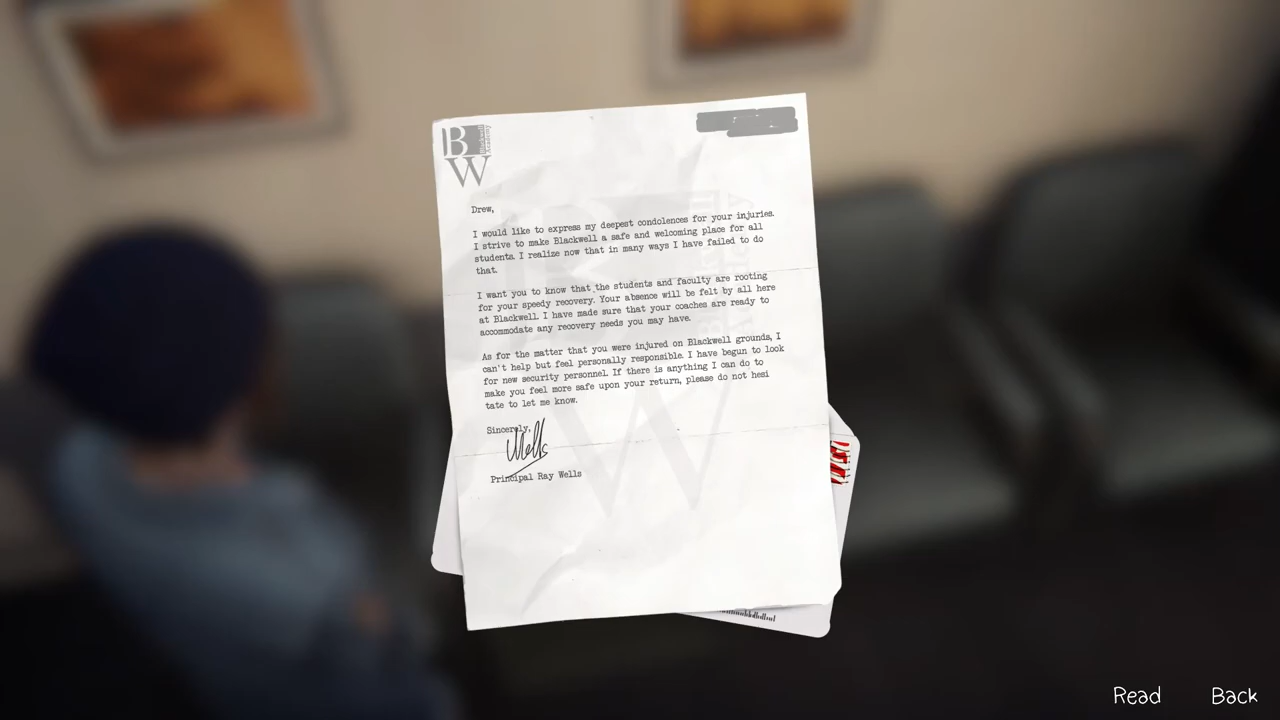 B
W
Blackwell
Academy
Drew,
I would like to express my deepest condolences for your injuries.
I strive to make Blackwell a safe and welcoming place for all
students. I realize now that in many ways I have failed to do
that.
I want you to know that the students and faculty are rooting
for your speedy recovery. Your absence will be felt by all here
at Blackwell. I have made sure that your coaches are ready to
accommodate any recovery needs you may have.
As for the matter that you were injured on Blackwell grounds, I
can't help but feel personally responsible. I have begun to look
for new security personnel. If there is anything I can do to
make you feel more safe upon your return, please do not hesi
tate to let me know.
Sincerely,
Wells
Principal Ray Wells
Read
Back